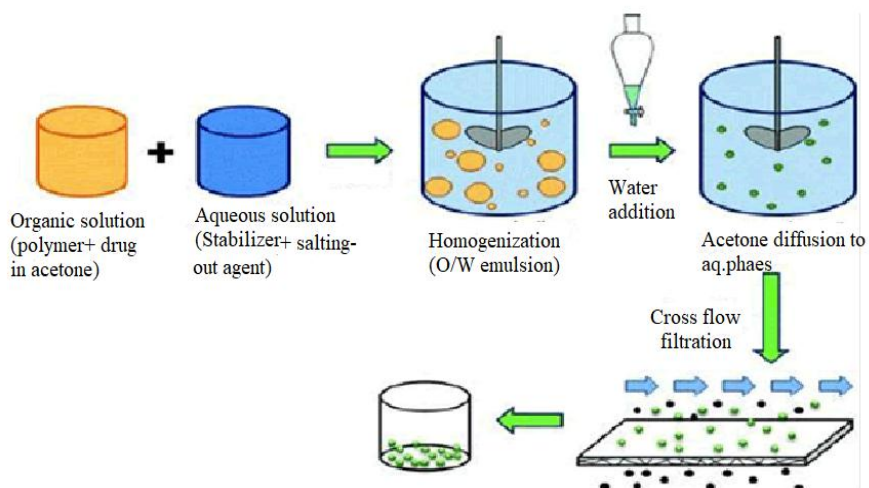 Organic solution
(polymer+ drug
in acetone)
Aqueous solution
(Stabilizer+ salting-
out agent)
Homogenization
(O/W emulsion)
Water
addition
Acetone diffusion to
aq.phaes
Cross flow
filtration